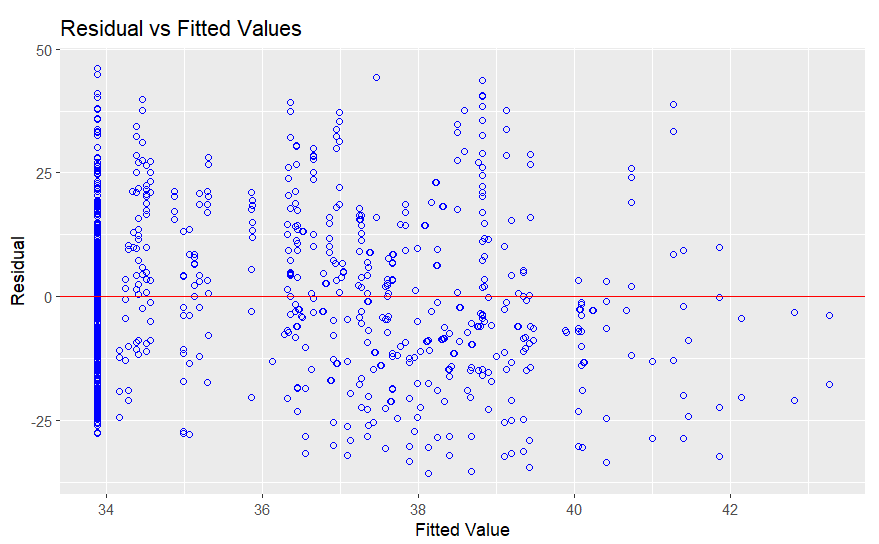 Residual vs Fitted Values
50
25
0
-25
Residual
34 36 38 40 42
Fitted Value